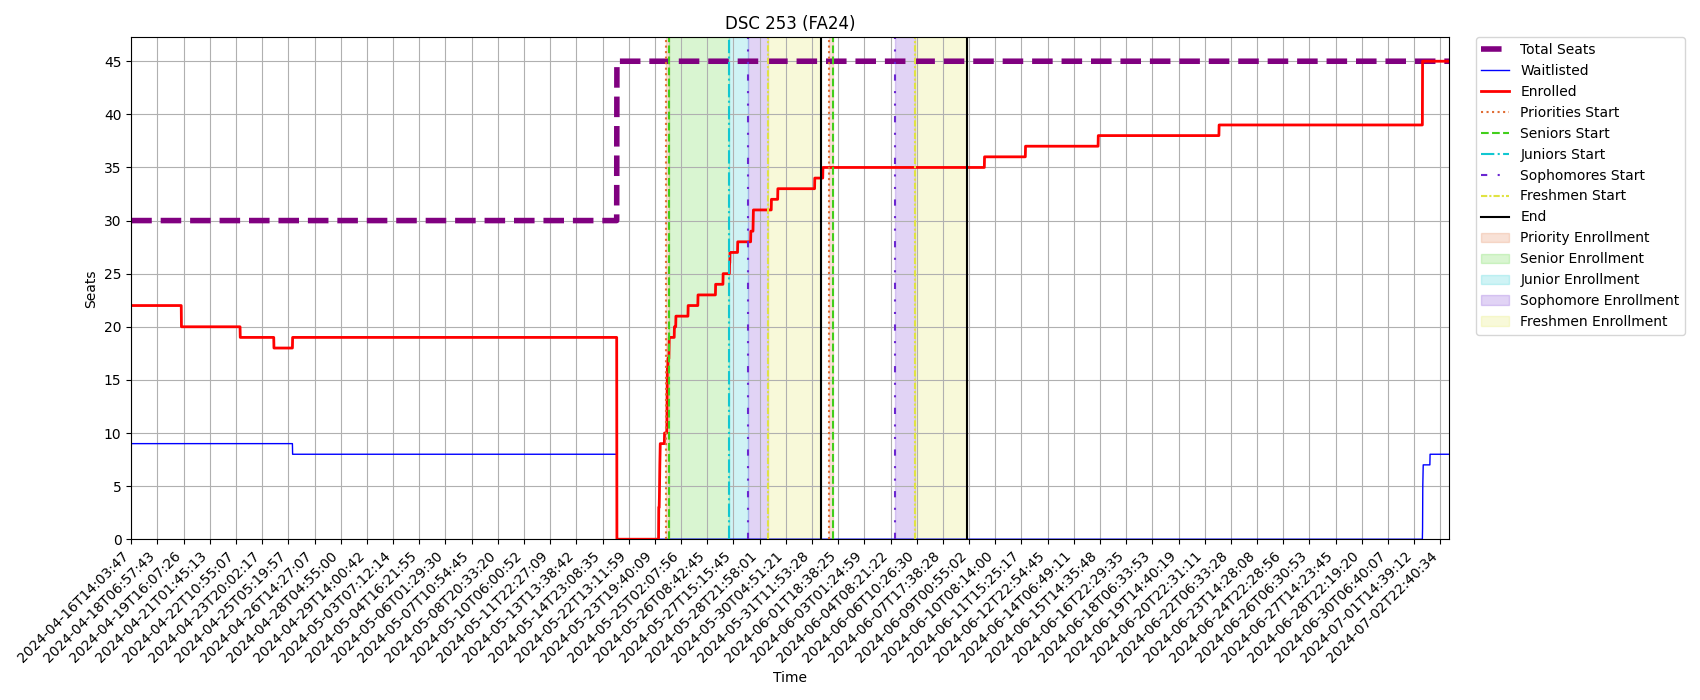 DSC 253 (FA24)
Seats
45
40
35
30
25
20
15
10
5
0
2024-04-16T14:03:47
2024-04-18T06:57:43
2024-04-19T16:07:26
2024-04-21T01:45:13
2024-04-22T10:55:07
2024-04-23T20:02:17
2024-04-25T05:19:57
2024-04-26T14:27:07
2024-04-28T04:55:00
2024-04-29T14:00:42
2024-05-03T07:12:14
2024-05-04T16:21:55
2024-05-06T01:29:30
2024-05-07T10:54:45
2024-05-08T20:33:20
2024-05-10T06:00:52
2024-05-11T22:27:09
2024-05-13T13:38:42
2024-05-14T23:08:35
2024-05-22T13:11:59
2024-05-23T19:40:05
2024-05-25T02:07:56
2024-05-26T08:42:45
2024-05-27T15:15:45
2024-05-28T21:58:01
2024-05-30T04:51:21
2024-05-31T11:53:28
2024-06-01T18:38:25
2024-06-03T01:24:59
2024-06-04T08:21:22
2024-06-06T10:26:30
2024-06-07T17:38:28
2024-06-09T00:55:02
2024-06-10T08:14:00
2024-06-11T15:25:17
2024-06-12T22:54:45
2024-06-14T06:49:11
2024-06-15T14:35:48
2024-06-16T22:29:35
2024-06-18T06:33:53
2024-06-19T14:40:19
2024-06-20T22:31:11
2024-06-22T06:33:28
2024-06-23T14:28:08
2024-06-24T22:28:56
2024-06-26T06:30:53
2024-06-27T14:23:45
2024-06-28T22:19:20
2024-06-30T06:40:07
2024-07-01T14:39:12
2024-07-02T22:40:34
Time
Total Seats
Waitlisted
Enrolled
Priorities Start
Seniors Start
Juniors Start
Sophomores Start
Freshmen Start
End
Priority Enrollment
Senior Enrollment
Junior Enrollment
Sophomore Enrollment
Freshmen Enrollment